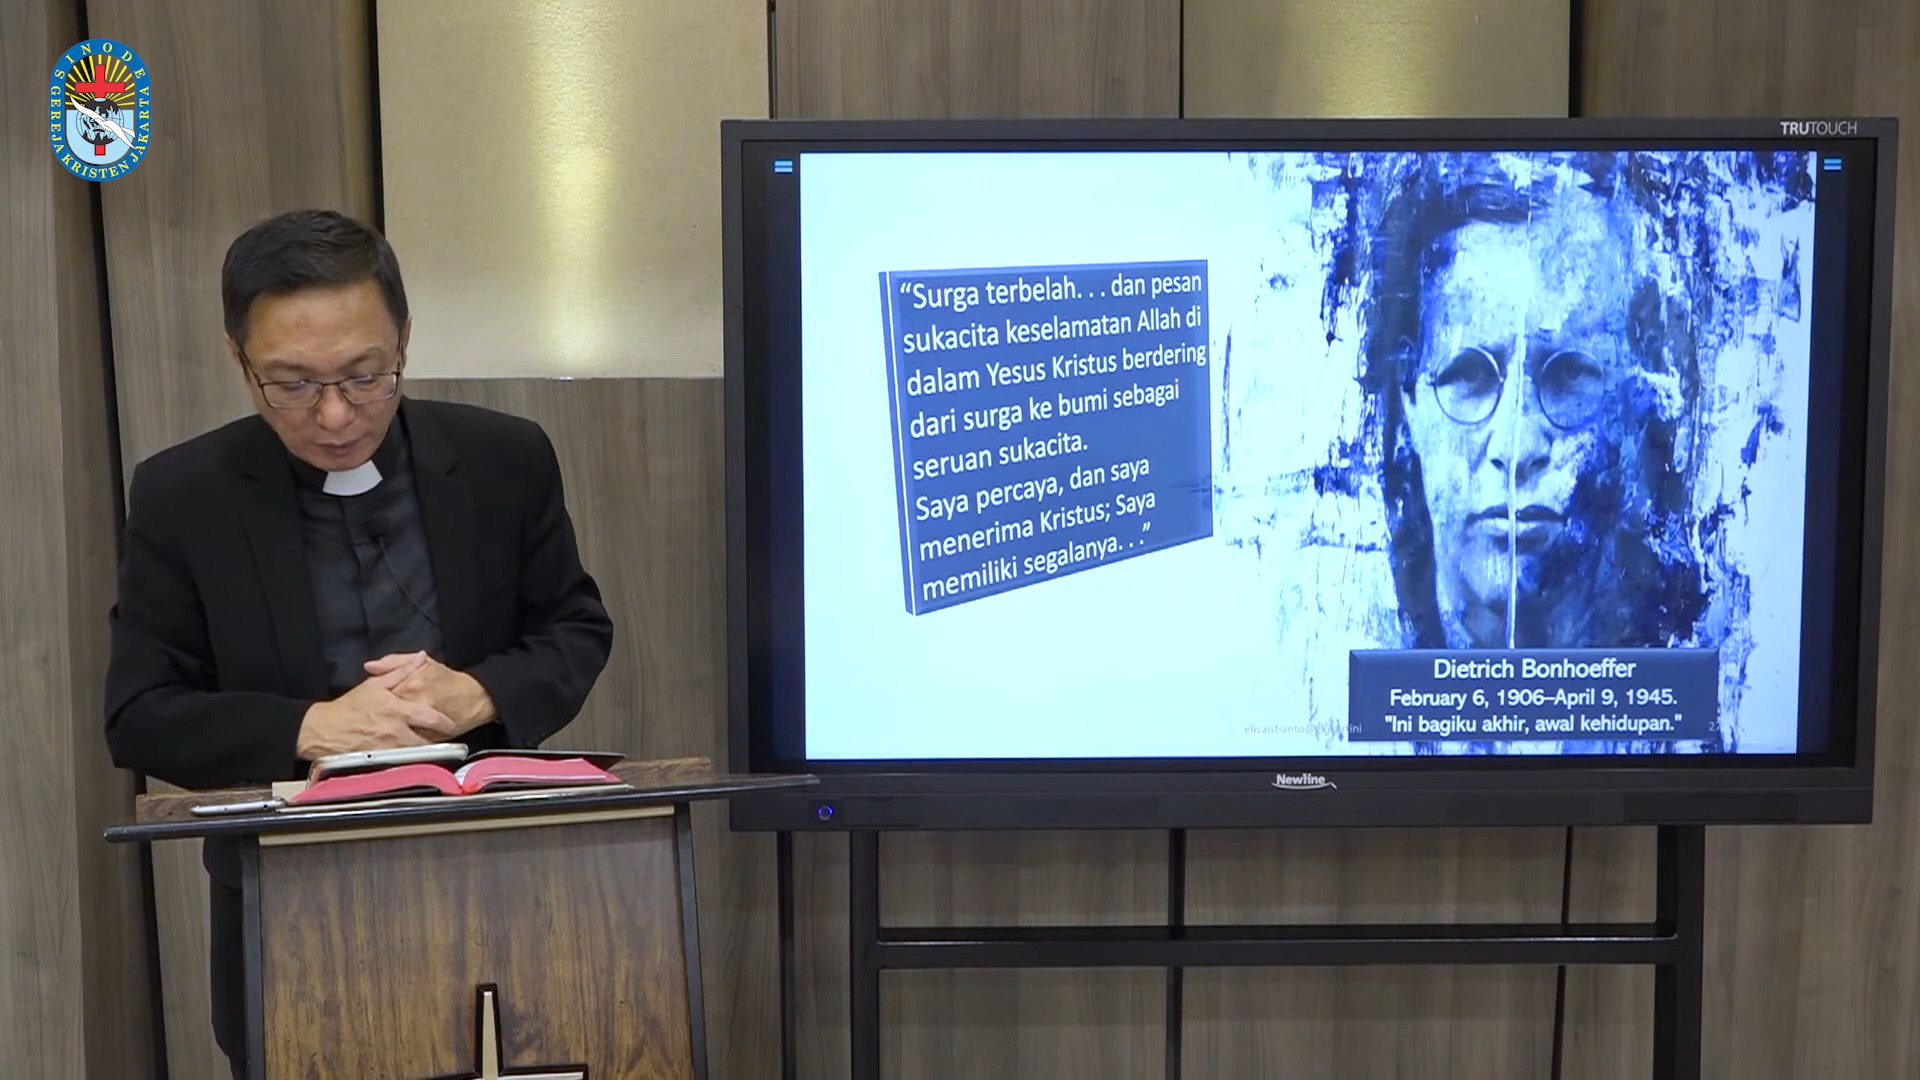 SINODE
GEREJA KRISTEN JAKARTA
TRUTOUCH
“Surga terbelah. . . dan pesan
sukacita keselamatan Allah di
dalam Yesus Kristus berdering
dari surga ke bumi sebagai
seruan sukacita.
Saya percaya, dan saya
menerima Kristus; Saya
memiliki segalanya. . .”
Dietrich Bonhoeffer
February 6, 1906–April 9, 1945.
"Ini bagiku akhir, awal kehidupan."
Newline